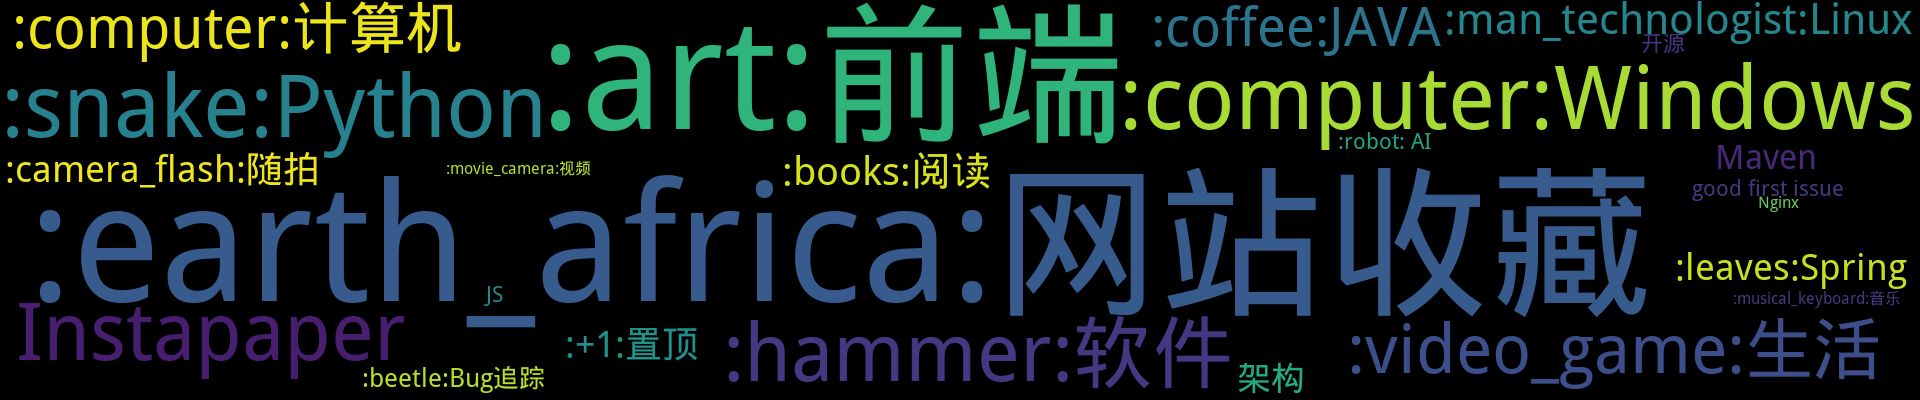 :computer:计算机
:art:前端
:coffee:JAVA
:man_technologist:Linux
开源
:snake:Python
:computer:Windows
:robot: AI
:camera_flash:随拍
:movie_camera:视频
:books:阅读
Maven
good first issue
Nginx
:earth_africa:网站收藏
:leaves:Spring
JS
:musical_keyboard:音乐
Instapaper
:+1:置顶
:hammer:软件
:video_game:生活
:beetle:Bug追踪
架构